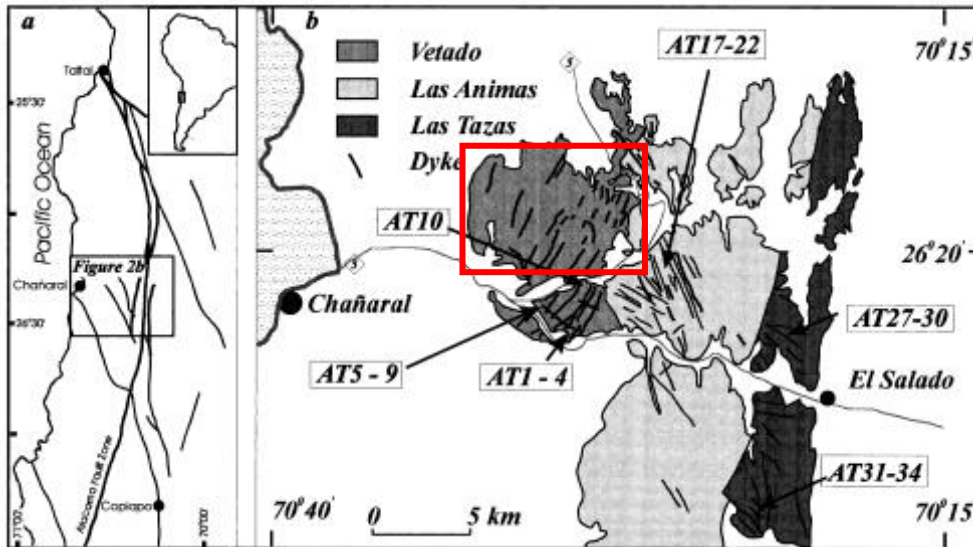 a
Taltal
25°30'
Pacific Ocean
Figure 2b
Chañaral
26°30'
Atacama Fault Zone
Copiapo
71°00'
70°00'
b
Vetado
Las Animas
Las Tazas
Dyke
5
AT17-22
70°15'
AT10
5
Chañaral
26°20'
AT27-30
AT5 - 9
AT1 - 4
El Salado
AT31-34
70°40'
0 5 km
70°15'